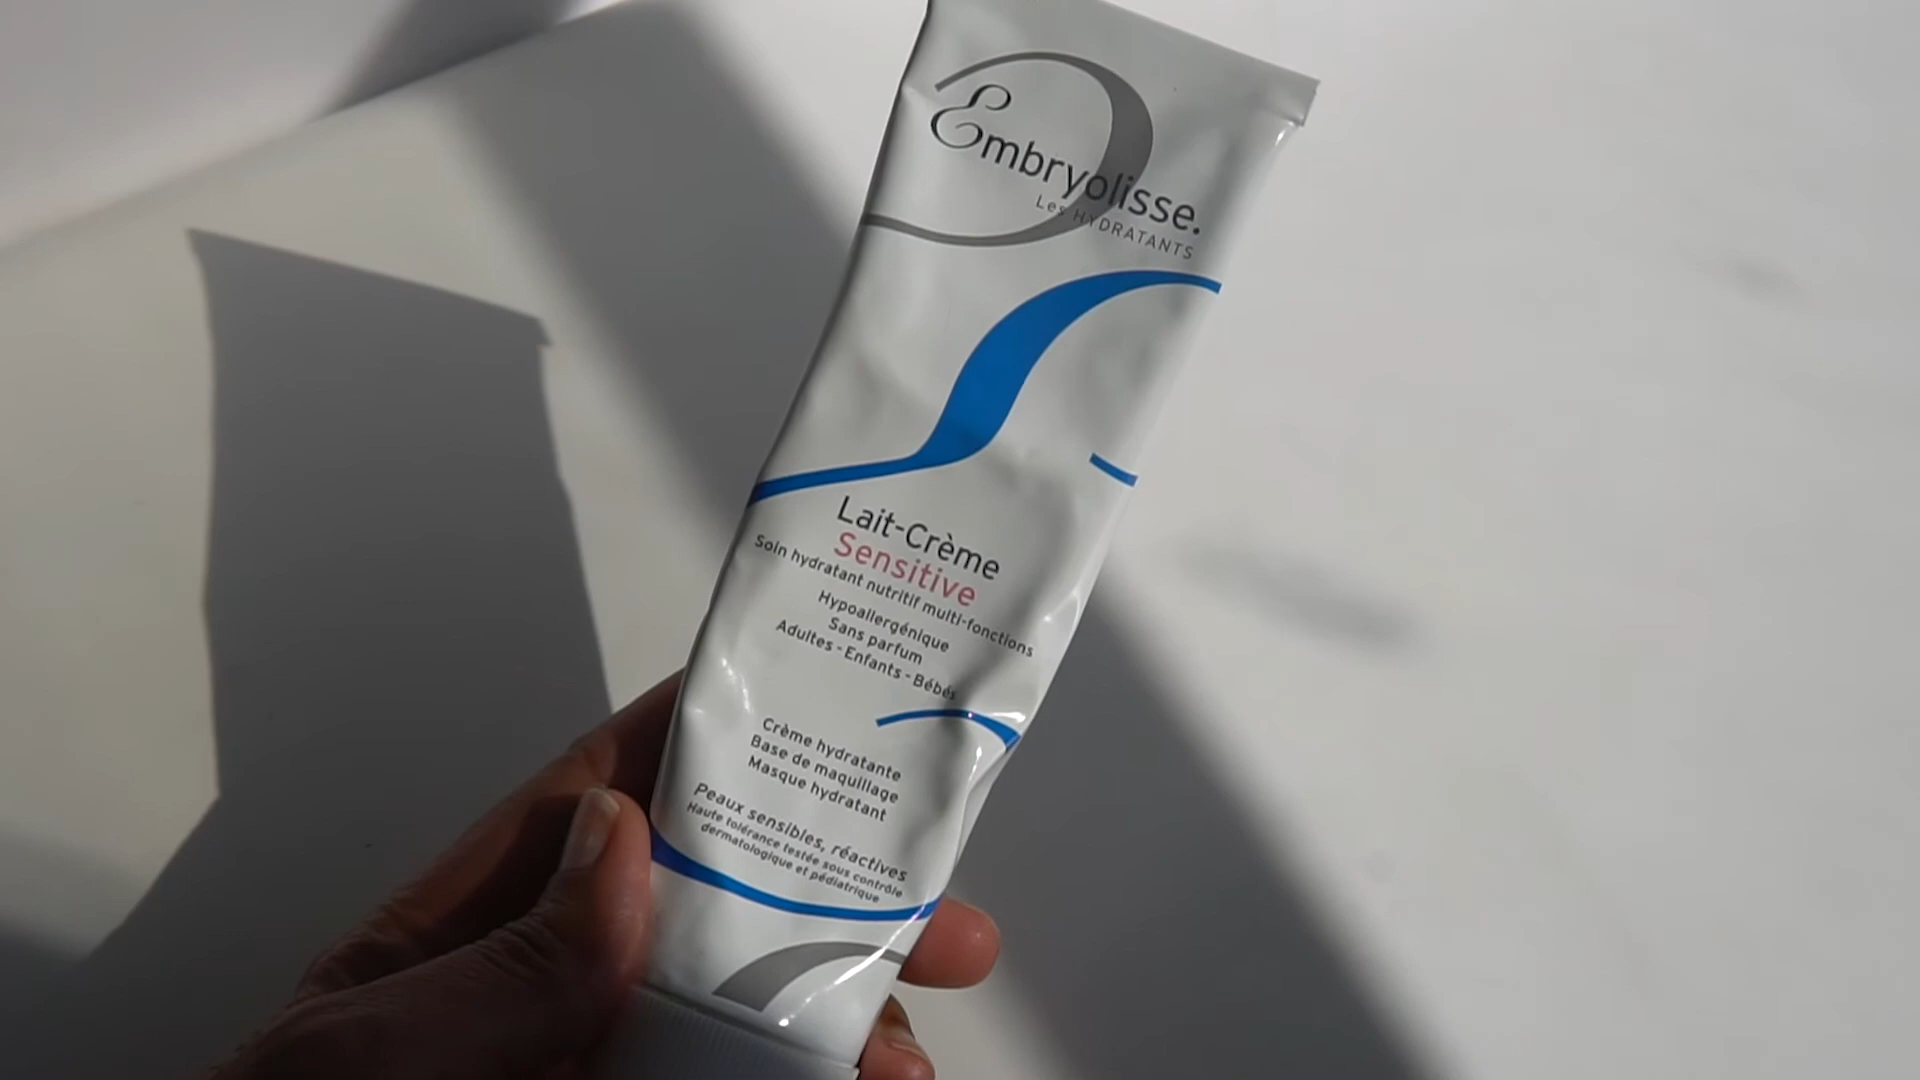 Embryolisse.
Les HYDRATANTS
Lait-Crème
Sensitive
Soin hydratant nutritif multi-fonctions
Hypoallergénique
Sans parfum
Adultes - Enfants - Bébés
Crème hydratante
Base de maquillage
Masque hydratant
Peaux sensibles, réactives
Haute tolérance testée sous contrôle
dermatologique et pédiatrique